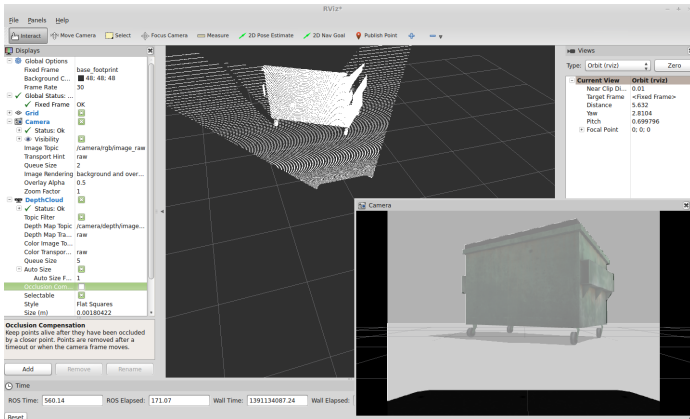 RViz*
File Panels Help
Interact Move Camera Select Focus Camera Measure 2D Pose Estimate 2D Nav Goal Publish Point
Displays
Global Options
Fixed Frame base_footprint
Background C... 48; 48; 48
Frame Rate 30
Global Status: ...
Fixed Frame OK
Grid
Camera
Status: Ok
Visibility
Image Topic /camera/rgb/image_raw
Transport Hint raw
Queue Size 2
Image Rendering background and over...
Overlay Alpha 0.5
Zoom Factor 1
DepthCloud
Status: Ok
Topic Filter
Depth Map Topic /camera/depth/image...
Depth Map Tra... raw
Color Image To...
Color Transpor... raw
Queue Size 5
Auto Size
Auto Size F... 1
Occlusion Com...
Selectable
Style Flat Squares
Size (m) 0.00180422
Occlusion Compensation
Keep points alive after they have been occluded
by a closer point. Points are removed after a
timeout or when the camera frame moves.
Add Remove Rename
Views
Type: Orbit (rviz) Zero
Current View Orbit (rviz)
Near Clip Di... 0.01
Target Frame <Fixed Frame>
Distance 5.632
Yaw 2.8104
Pitch 0.699796
Focal Point 0; 0; 0
Camera
Time
ROS Time: 560.14 ROS Elapsed: 171.07 Wall Time: 1391134087.24 Wall Elapsed:
Reset